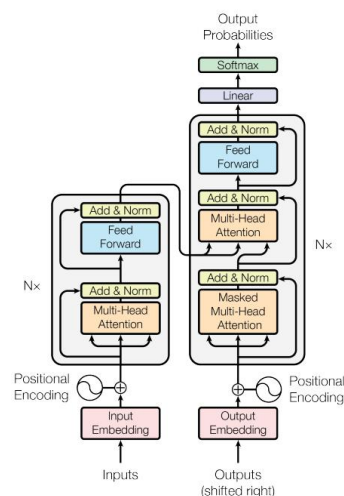 Output
Probabilities
Softmax
Linear
Add & Norm
Feed
Forward
Add & Norm
Multi-Head
Attention
Nx
Add & Norm
Masked
Multi-Head
Attention
Add & Norm
Feed
Forward
Nx
Add & Norm
Multi-Head
Attention
Positional
Encoding
Positional
Encoding
Input
Embedding
Output
Embedding
Inputs
Outputs
(shifted right)